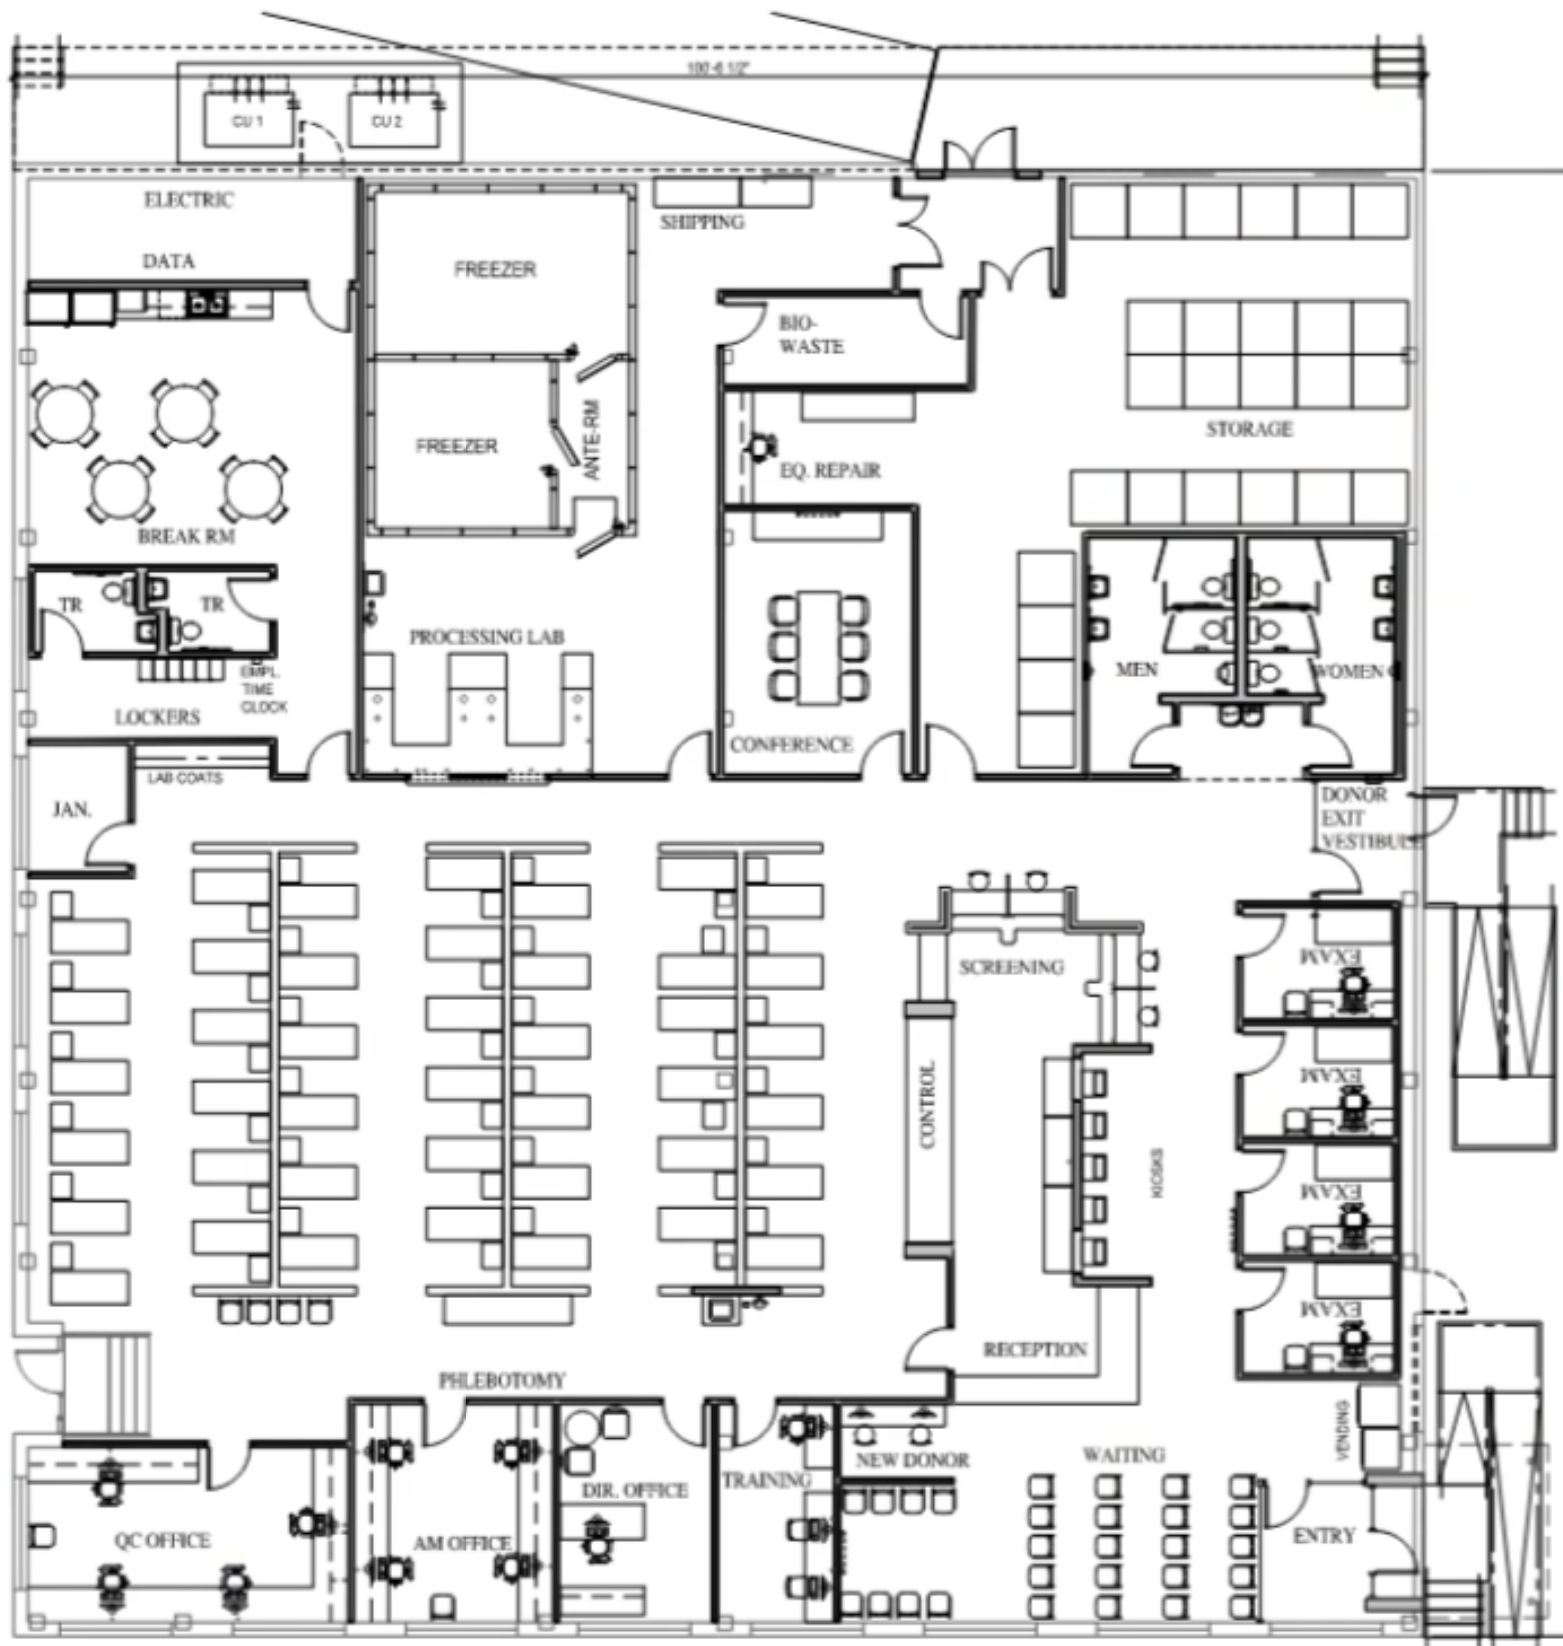 100'-6 1/2"
CU 1
CU 2
ELECTRIC
DATA
FREEZER
SHIPPING
BIO-
WASTE
STORAGE
FREEZER
ANTE-RM
EQ. REPAIR
BREAK RM
TR
TR
EMPL.
TIME
CLOCK
LOCKERS
PROCESSING LAB
CONFERENCE
MEN
WOMEN
LAB COATS
JAN.
DONOR
EXIT
VESTIBULE
SCREENING
EXAM
CONTROL
EXAM
KIOSKS
EXAM
EXAM
RECEPTION
PHLEBOTOMY
VENDING
NEW DONOR
WAITING
TRAINING
DIR. OFFICE
QC OFFICE
AM OFFICE
ENTRY